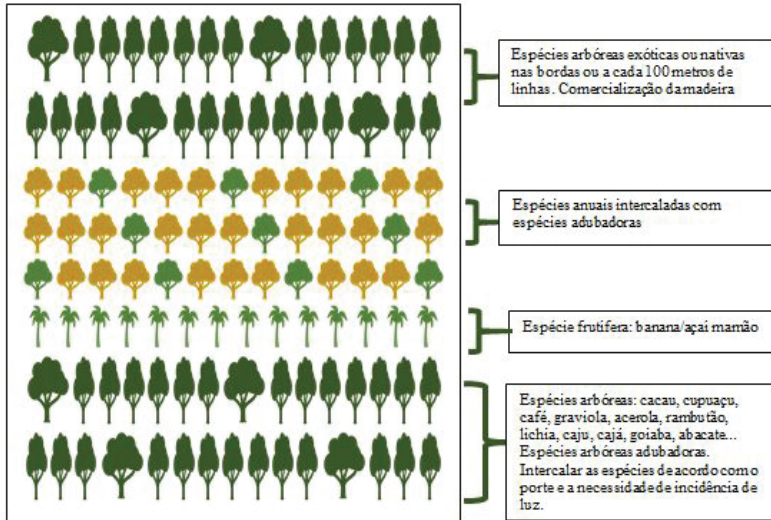 Espécies arbóreas exóticas ou nativas
nas bordas ou a cada 100 metros de
linhas. Comercialização da madeira
Espécies anuais intercaladas com
espécies adubadoras
Espécie frutífera: banana/açaí mamão
Espécies arbóreas: cacau, cupuaçu,
café, graviola, acerola, rambutão,
lichia, caju, cajá, goiaba, abacate...
Espécies arbóreas adubadoras.
Intercalar as espécies de acordo com o
porte e a necessidade de incidência de
luz.